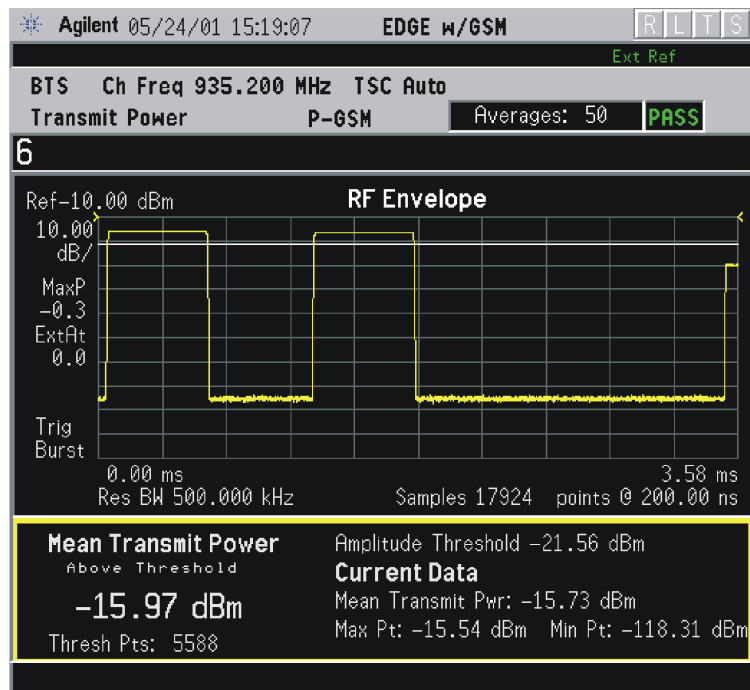 Agilent 05/24/01 15:19:07 EDGE w/GSM R L T S
Ext Ref
BTS Ch Freq 935.200 MHz TSC Auto
Transmit Power P-GSM Averages: 50 PASS
6
Ref-10.00 dBm RF Envelope
10.00
dB/
MaxP
-0.3
ExtAt
0.0
Trig
Burst
0.00 ms 3.58 ms
Res BW 500.000 kHz Samples 17924 points @ 200.00 ns
Mean Transmit Power
Above Threshold
-15.97 dBm
Thresh Pts: 5588
Amplitude Threshold -21.56 dBm
Current Data
Mean Transmit Pwr: -15.73 dBm
Max Pt: -15.54 dBm Min Pt: -118.31 dBm